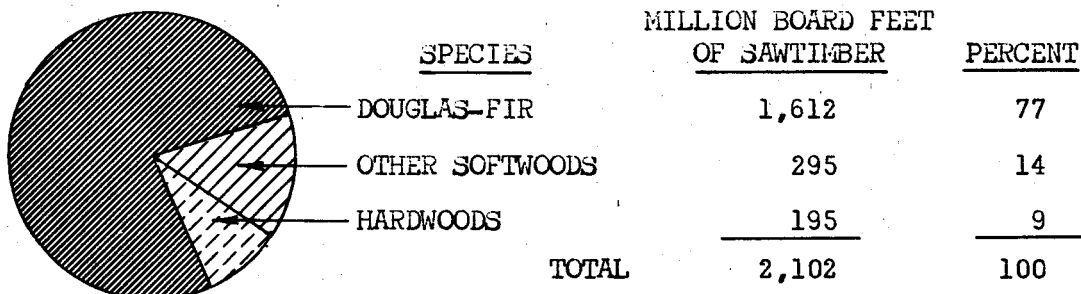 MILLION BOARD FEET
SPECIES OF SAWTIMBER PERCENT
DOUGLAS-FIR 1,612 77
OTHER SOFTWOODS 295 14
HARDWOODS 195 9
TOTAL 2,102 100